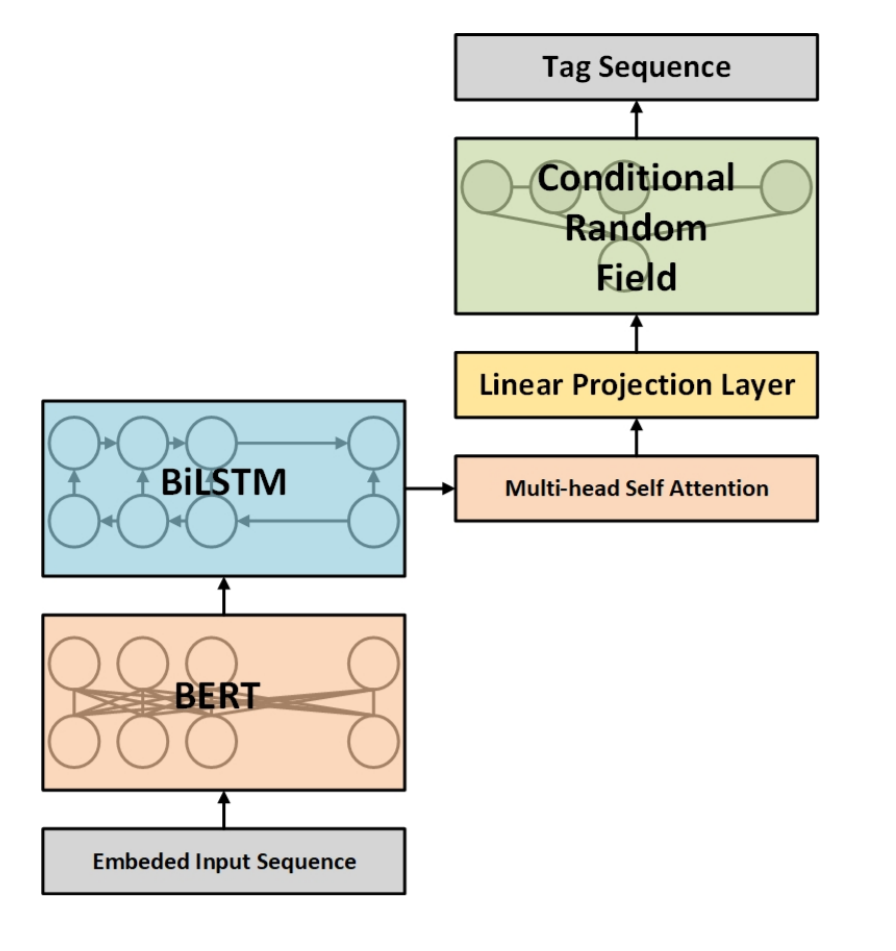 Tag Sequence
Conditional
Random
Field
Linear Projection Layer
BiLSTM
Multi-head Self Attention
BERT
Embeded Input Sequence